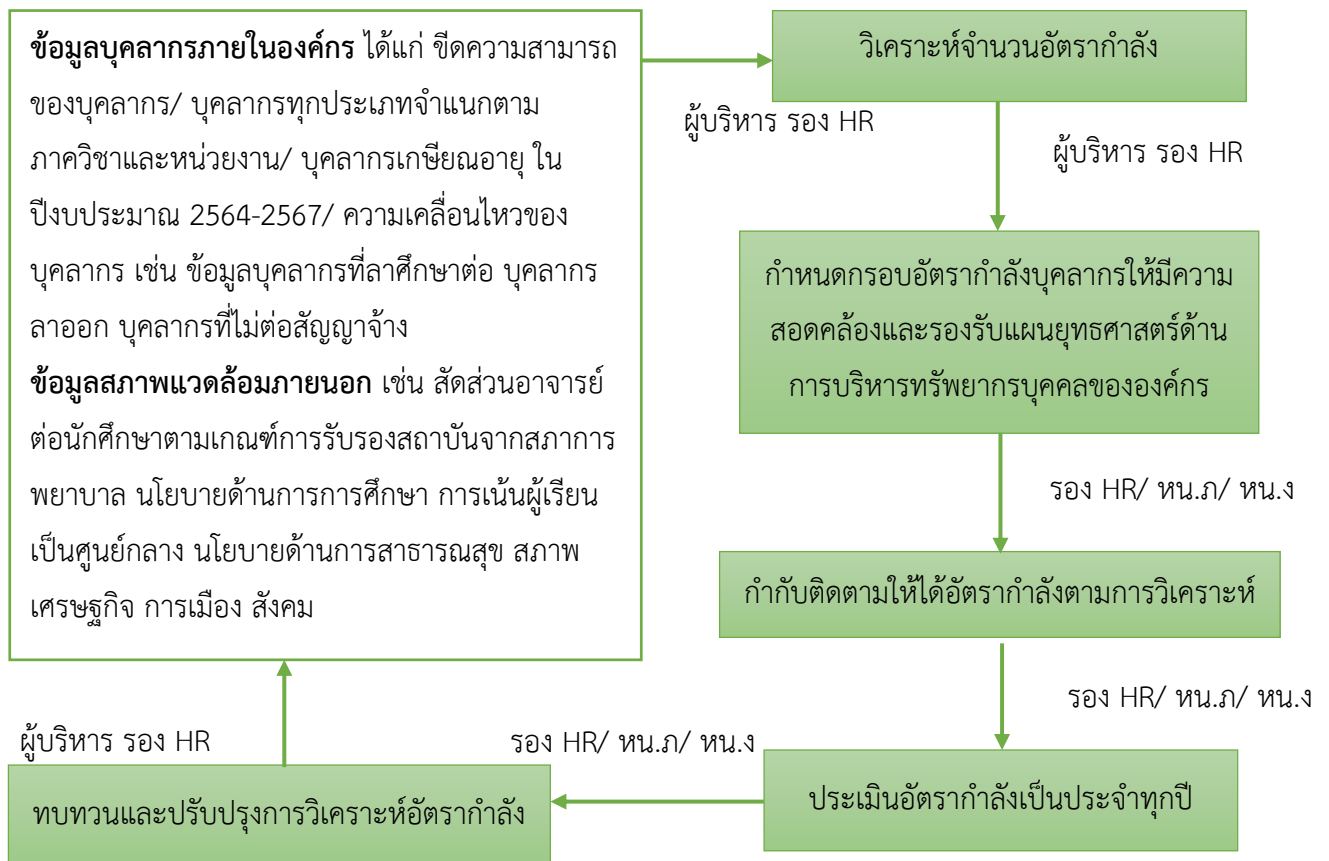 ข้อมูลบุคลากรภายในองค์กร ได้แก่ ขีดความสามารถ
ของบุคลากร/ บุคลากรทุกประเภทจำแนกตาม
ภาควิชาและหน่วยงาน/ บุคลากรเกษียณอายุ ใน
ปีงบประมาณ 2564-2567/ ความเคลื่อนไหวของ
บุคลากร เช่น ข้อมูลบุคลากรที่ลาศึกษาต่อ บุคลากร
ลาออก บุคลากรที่ไม่ต่อสัญญาจ้าง
ข้อมูลสภาพแวดล้อมภายนอก เช่น สัดส่วนอาจารย์
ต่อนักศึกษาตามเกณฑ์การรับรองสถาบันจากสภาการ
พยาบาล นโยบายด้านการการศึกษา การเน้นผู้เรียน
เป็นศูนย์กลาง นโยบายด้านการสาธารณสุข สภาพ
เศรษฐกิจ การเมือง สังคม
ผู้บริหาร รอง HR
วิเคราะห์จำนวนอัตรากำลัง
ผู้บริหาร รอง HR
กำหนดกรอบอัตรากำลังบุคลากรให้มีความ
สอดคล้องและรองรับแผนยุทธศาสตร์ด้าน
การบริหารทรัพยากรบุคคลขององค์กร
รอง HR/ หน.ภ/ หน.ง
กำกับติดตามให้ได้อัตรากำลังตามการวิเคราะห์
รอง HR/ หน.ภ/ หน.ง
ประเมินอัตรากำลังเป็นประจำทุกปี
รอง HR/ หน.ภ/ หน.ง
ทบทวนและปรับปรุงการวิเคราะห์อัตรากำลัง
ผู้บริหาร รอง HR